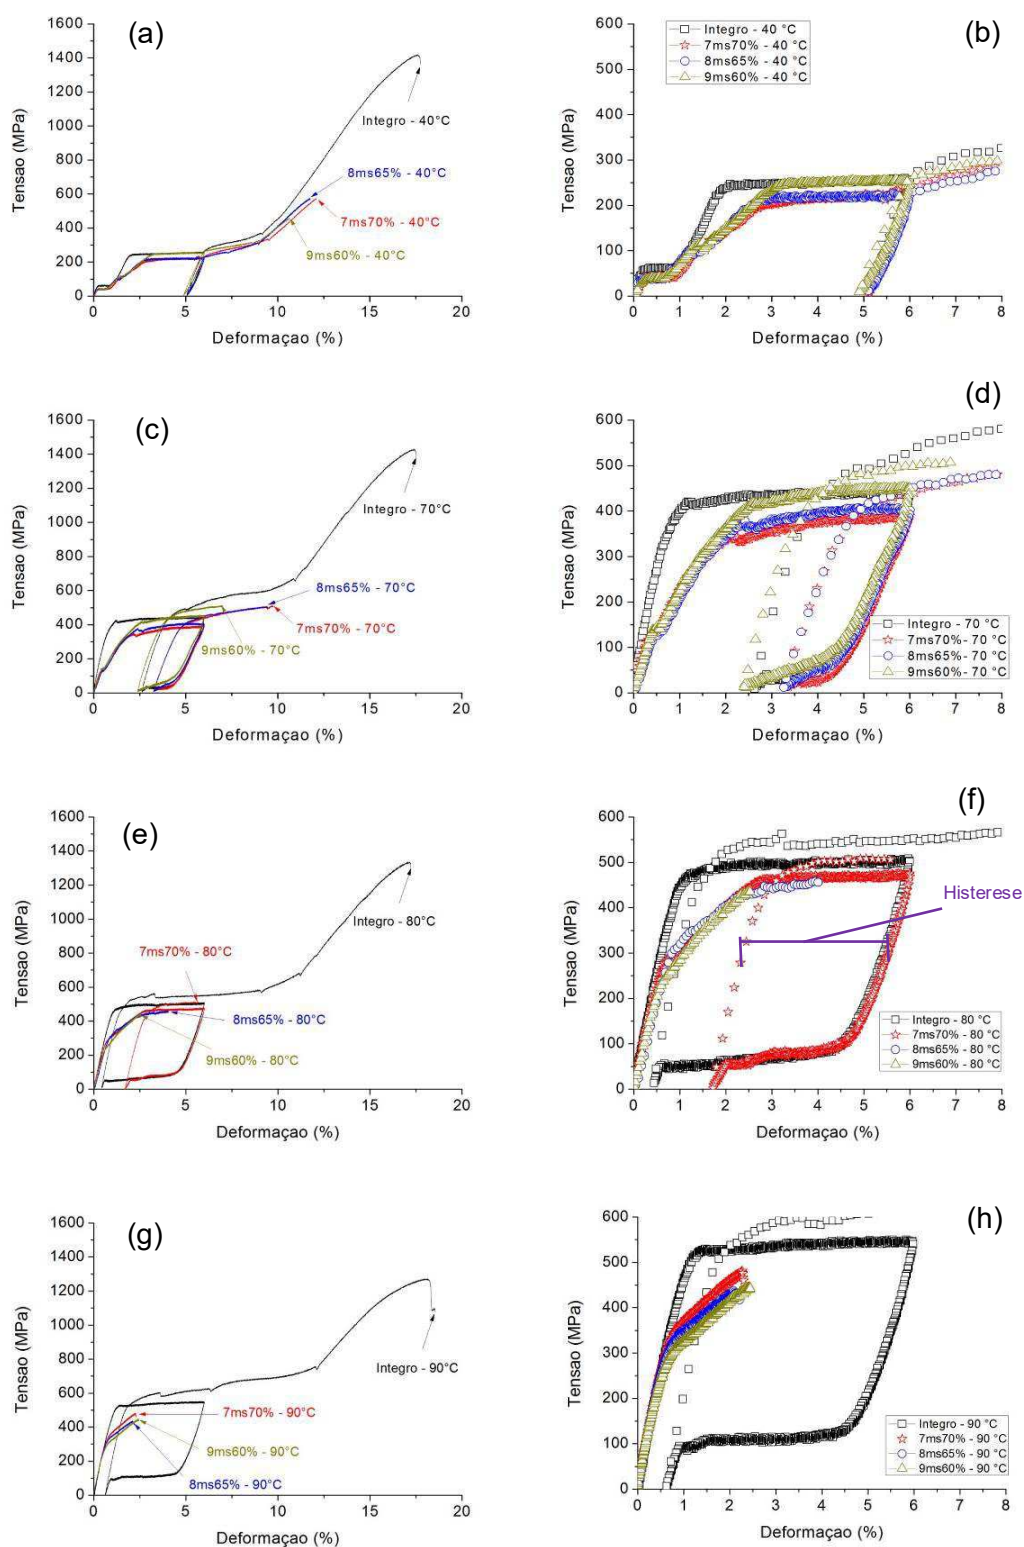 (a)
1600
1400
1200
1000
800
600
400
200
0
0
5
10
15
20
Tensao (MPa)
Deformaçao (%)
Integro - 40°C
8ms65% - 40°C
7ms70% - 40°C
9ms60% - 40°C
(b)
600
500
400
300
200
100
0
0
1
2
3
4
5
6
7
8
Tensao (MPa)
Deformaçao (%)
Integro - 40 °C
7ms70% - 40 °C
8ms65% - 40 °C
9ms60% - 40 °C
(c)
1600
1400
1200
1000
800
600
400
200
0
0
5
10
15
20
Tensao (MPa)
Deformaçao (%)
Integro - 70°C
8ms65% - 70°C
7ms70% - 70°C
9ms60% - 70°C
(d)
600
500
400
300
200
100
0
0
1
2
3
4
5
6
7
8
Tensao (MPa)
Deformaçao (%)
Integro - 70 °C
7ms70%- 70 °C
8ms65%- 70 °C
9ms60%- 70 °C
(e)
1600
1400
1200
1000
800
600
400
200
0
0
5
10
15
20
Tensao (MPa)
Deformaçao (%)
Integro - 80°C
7ms70% - 80°C
8ms65% - 80°C
9ms60% - 80°C
(f)
600
500
400
300
200
100
0
0
1
2
3
4
5
6
7
8
Tensao (MPa)
Deformaçao (%)
Histerese
Integro - 80 °C
7ms70% - 80 °C
8ms65% - 80 °C
9ms60% - 80 °C
(g)
1600
1400
1200
1000
800
600
400
200
0
0
5
10
15
20
Tensao (MPa)
Deformaçao (%)
Integro - 90°C
7ms70% - 90°C
9ms60% - 90°C
8ms65% - 90°C
(h)
600
500
400
300
200
100
0
0
1
2
3
4
5
6
7
8
Tensao (MPa)
Deformaçao (%)
Integro - 90 °C
7ms70% - 90 °C
8ms65% - 90 °C
9ms60% - 90 °C